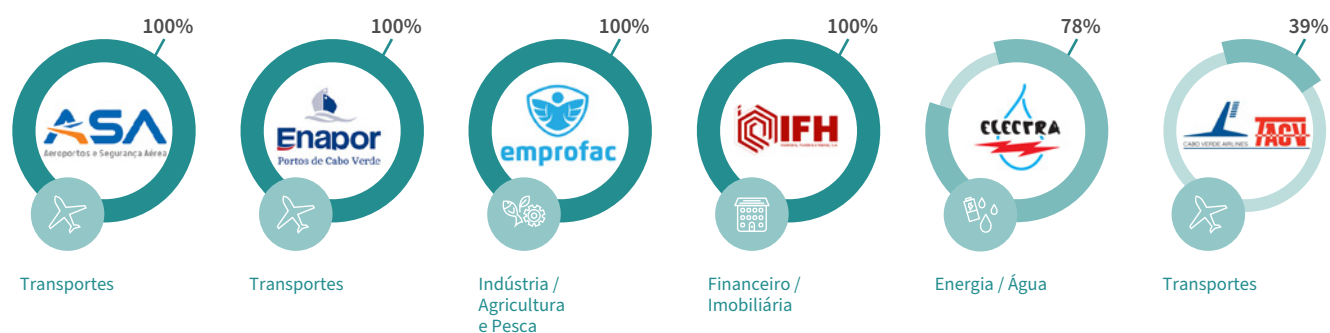 100%
ASA
Aeroportos e Segurança Aérea
Transportes
100%
Enapor
Portos de Cabo Verde
Transportes
100%
emprofac
Indústria /
Agricultura
e Pesca
100%
IFH
Financeiro /
Imobiliária
78%
ELECTRA
Energia / Água
39%
CABO VERDE AIRLINES
TACV
Transportes